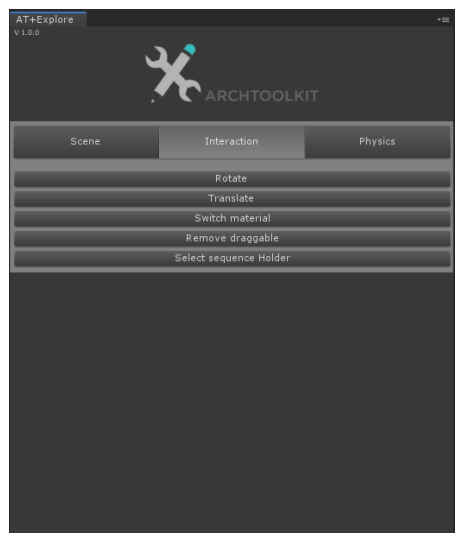 AT+Explore
V 1.0.0
ARCHTOOLKIT
Scene Interaction Physics
Rotate
Translate
Switch material
Remove draggable
Select sequence Holder